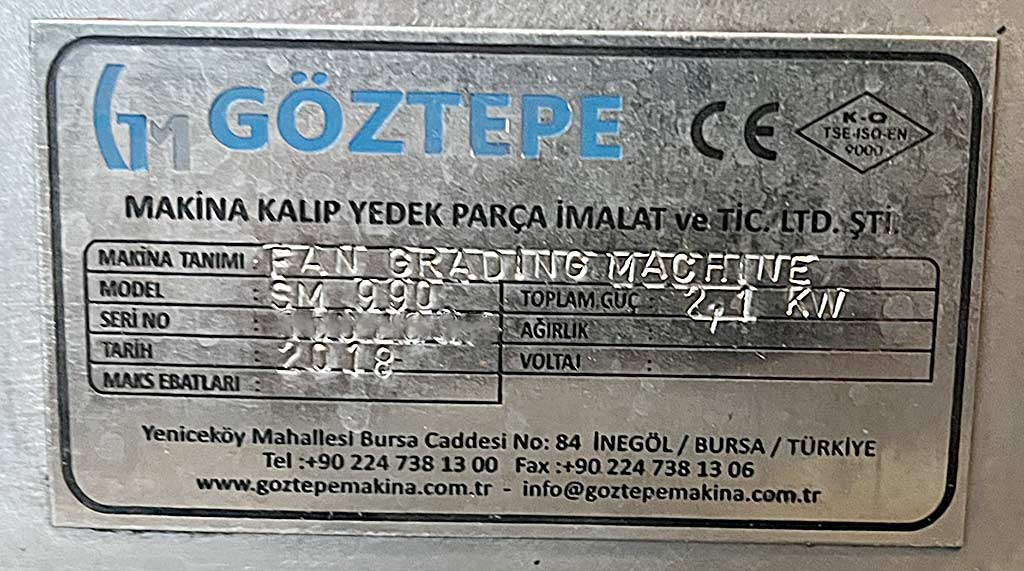 GM GÖZTEPE CE
K-Q
TSE-ISO-EN
9000
MAKİNA KALIP YEDEK PARÇA İMALAT ve TİC. LTD. ŞTİ.
MAKİNA TANIMI : FAN GRADING MACHINE
MODEL : SM 990 TOPLAM GÜÇ : 2,1 KW
SERİ NO : AĞIRLIK :
TARİH : 2018 VOLTAJ :
MAKS EBATLARI :
Yeniceköy Mahallesi Bursa Caddesi No: 84 İNEGÖL / BURSA / TÜRKİYE
Tel :+90 224 738 13 00 Fax :+90 224 738 13 06
www.goztepemakina.com.tr - info@goztepemakina.com.tr